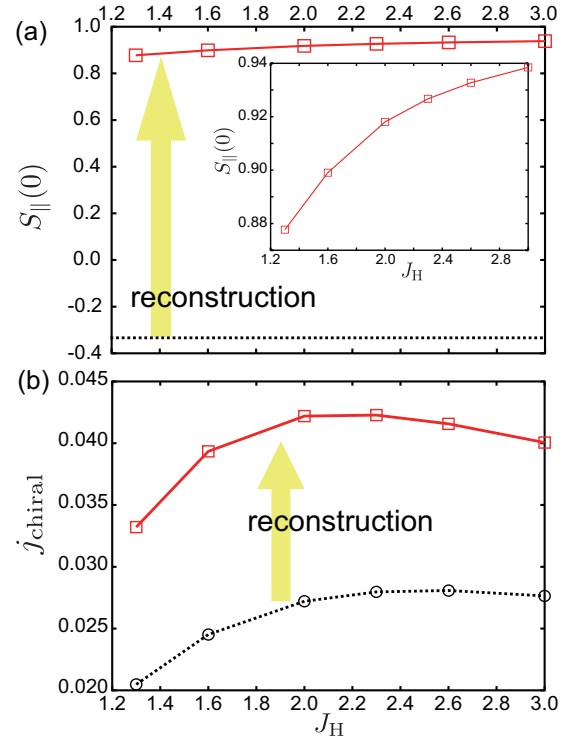 (a)
1.2 1.4 1.6 1.8 2.0 2.2 2.4 2.6 2.8 3.0
1.0
0.8
0.6
0.4
0.2
0.0
-0.2
-0.4
S∥(0)
0.94
0.92
0.90
0.88
S∥(0)
1.2 1.6 2.0 2.4 2.8
J_H
reconstruction
(b)
0.045
0.040
0.035
0.030
0.025
0.020
j_chiral
reconstruction
1.2 1.4 1.6 1.8 2.0 2.2 2.4 2.6 2.8 3.0
J_H